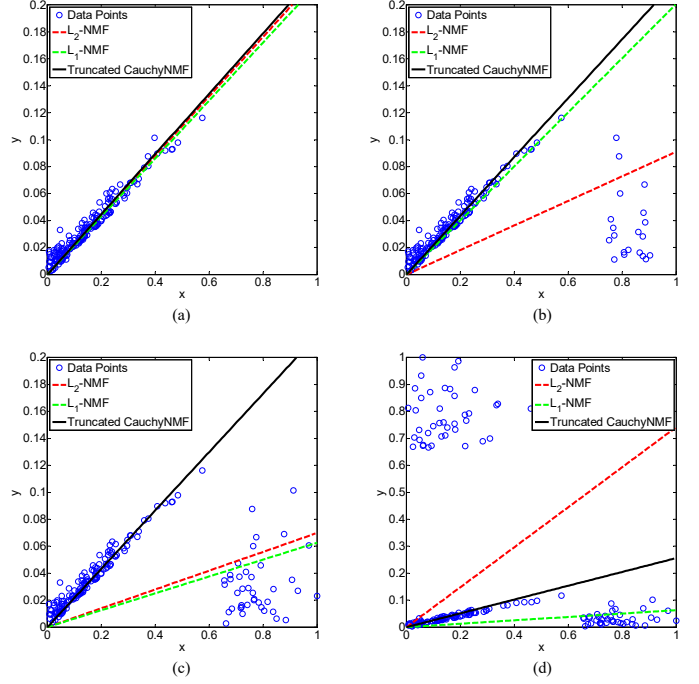 Data Points
L2-NMF
L1-NMF
Truncated CauchyNMF
0.2
0.18
0.16
0.14
0.12
0.1
0.08
0.06
0.04
0.02
0
y
0 0.2 0.4 0.6 0.8 1
x
(a)
Data Points
L2-NMF
L1-NMF
Truncated CauchyNMF
0.2
0.18
0.16
0.14
0.12
0.1
0.08
0.06
0.04
0.02
0
y
0 0.2 0.4 0.6 0.8 1
x
(b)
Data Points
L2-NMF
L1-NMF
Truncated CauchyNMF
0.2
0.18
0.16
0.14
0.12
0.1
0.08
0.06
0.04
0.02
0
y
0 0.2 0.4 0.6 0.8 1
x
(c)
Data Points
L2-NMF
L1-NMF
Truncated CauchyNMF
1
0.9
0.8
0.7
0.6
0.5
0.4
0.3
0.2
0.1
0
y
0 0.2 0.4 0.6 0.8 1
x
(d)